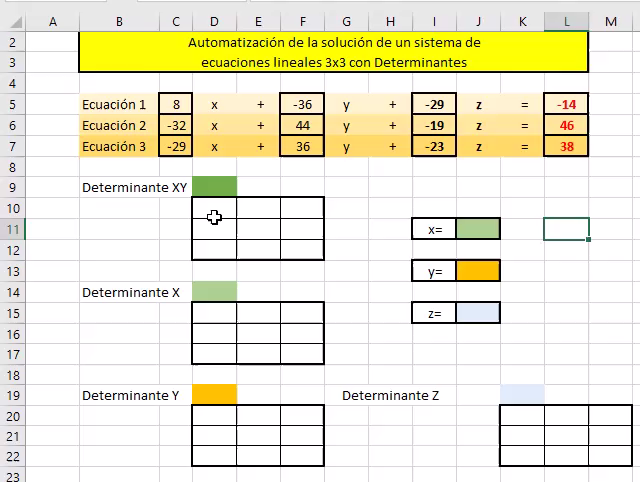 A B C D E F G H I J K L M
2 Automatización de la solución de un sistema de
3 ecuaciones lineales 3x3 con Determinantes
4
5 Ecuación 1 8 x + -36 y + -29 z = -14
6 Ecuación 2 -32 x + 44 y + -19 z = 46
7 Ecuación 3 -29 x + 36 y + -23 z = 38
8
9 Determinante XY
10
11 x=
12
13 y=
14 Determinante X
15 z=
16
17
18
19 Determinante Y Determinante Z
20
21
22
23